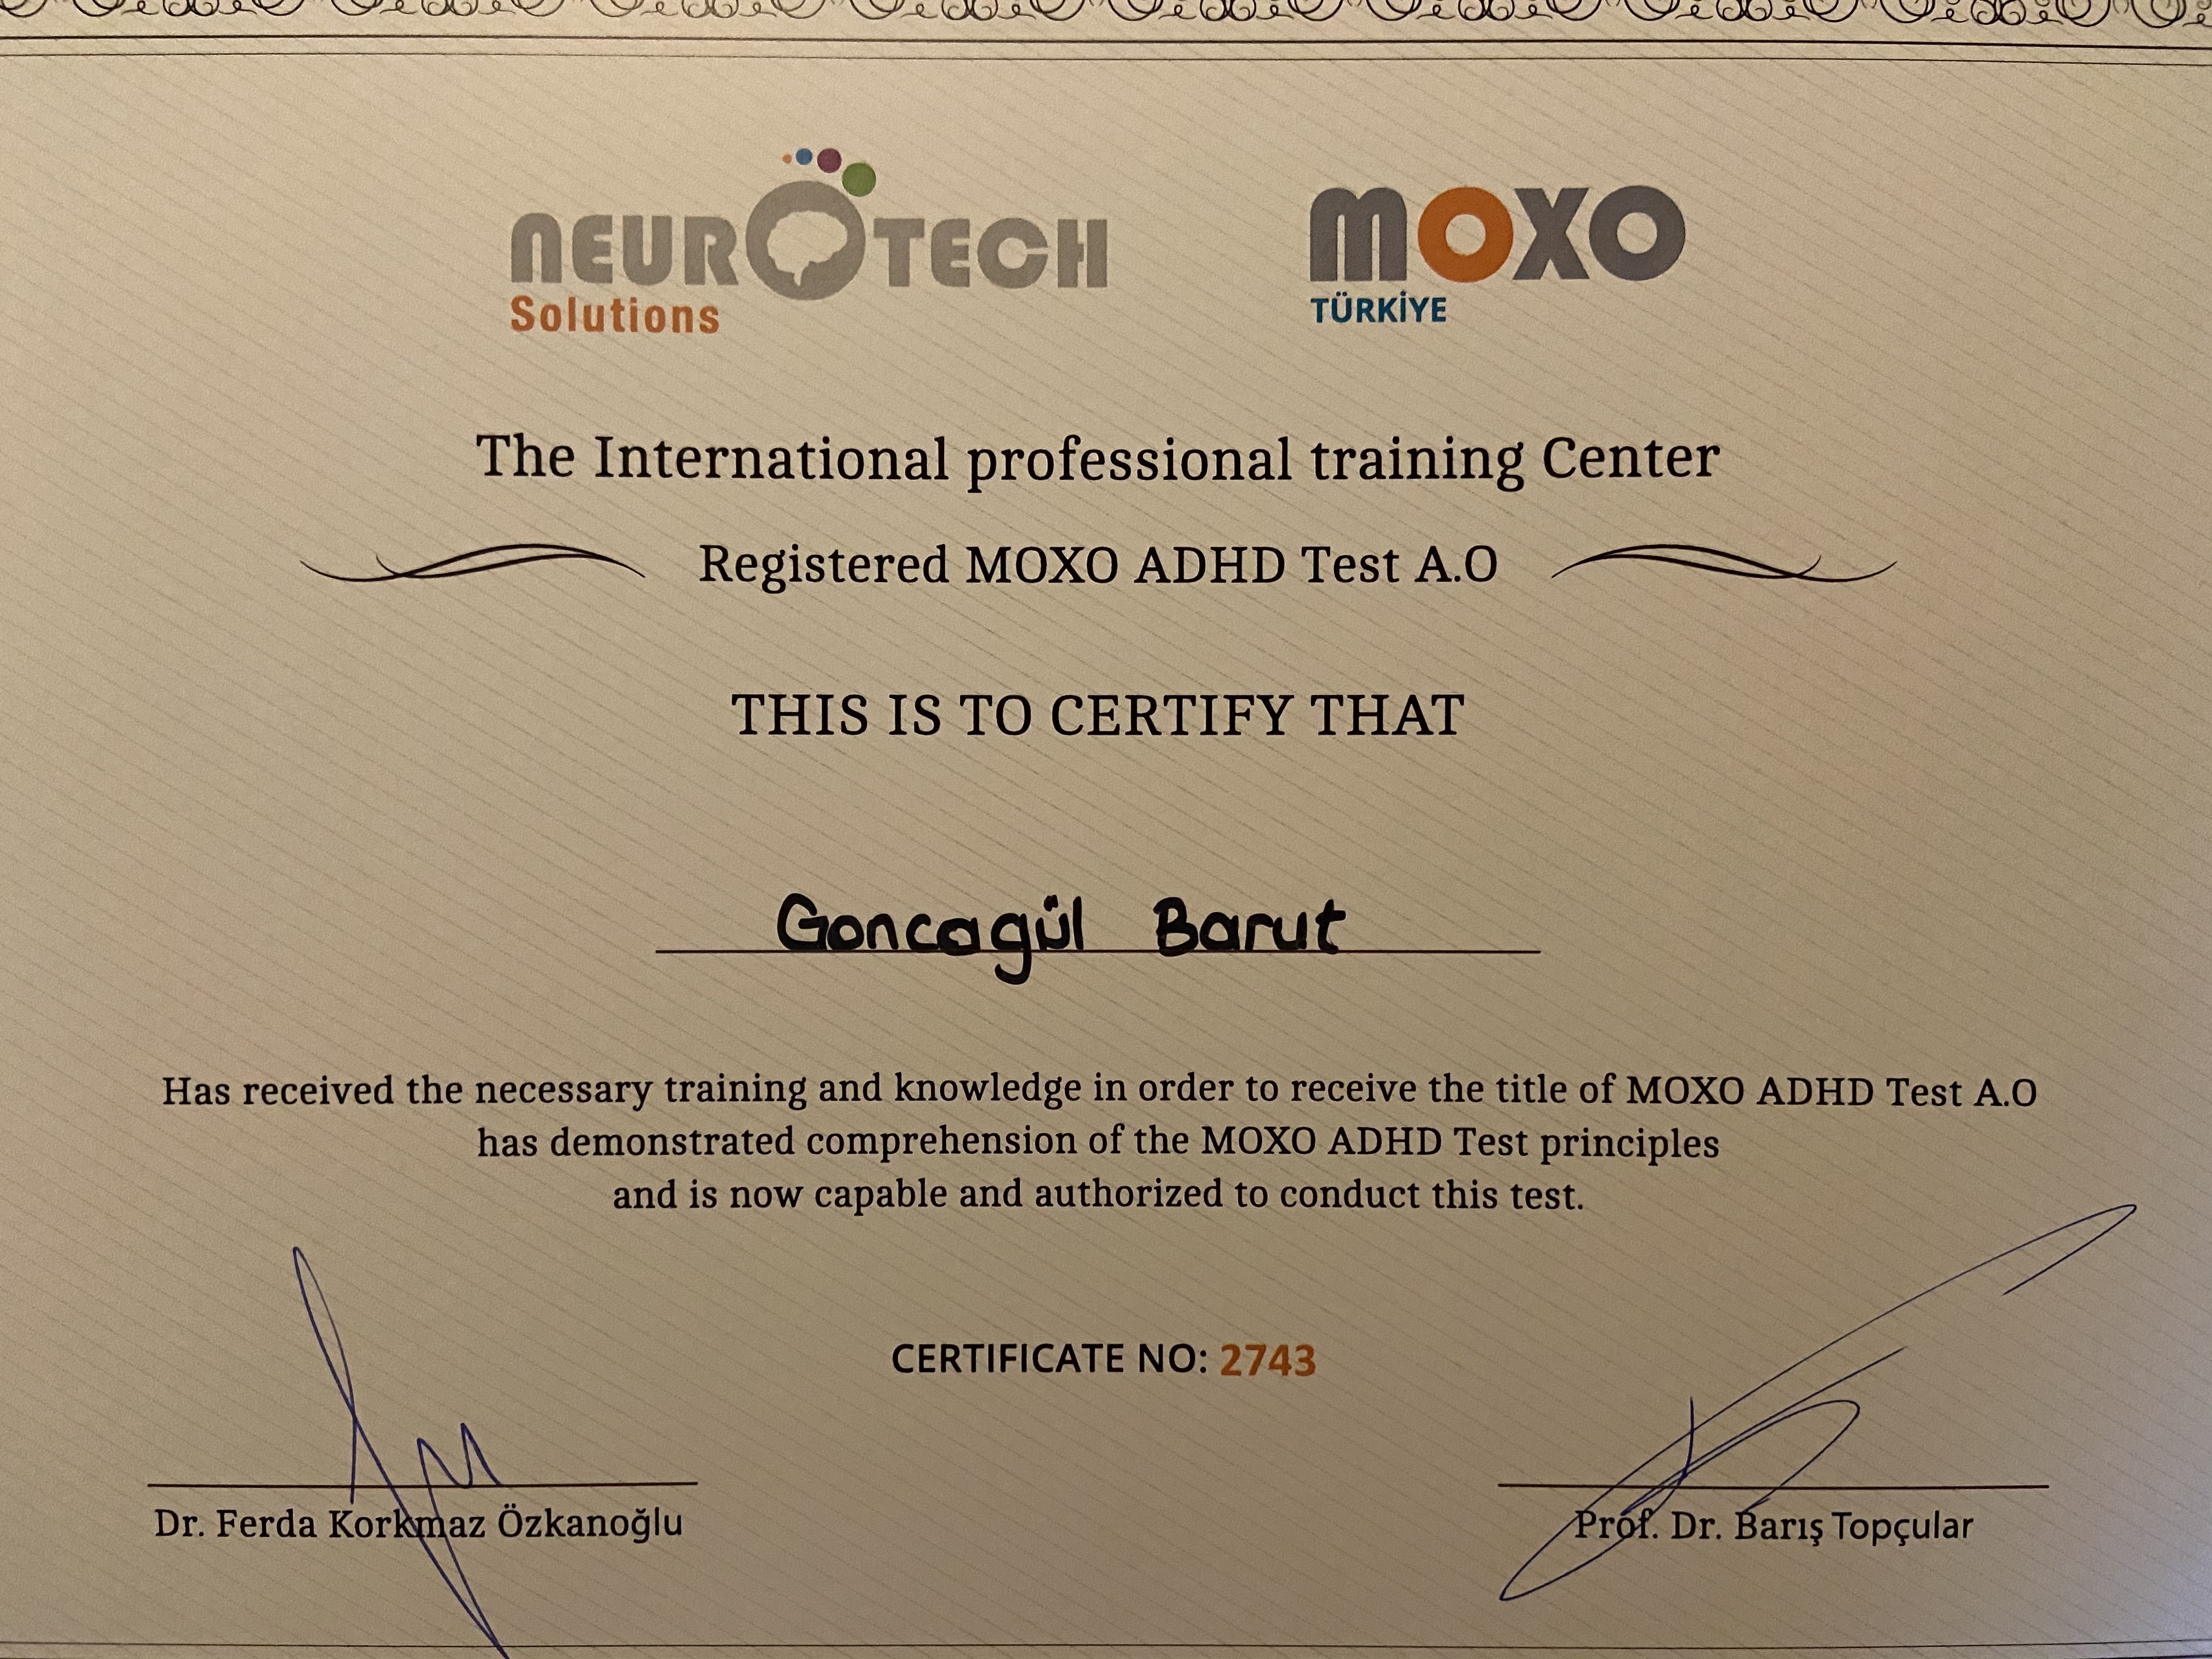 NEUROTECH
Solutions
MOXO
TÜRKİYE
The International professional training Center
Registered MOXO ADHD Test A.O
THIS IS TO CERTIFY THAT
Goncagül Barut
Has received the necessary training and knowledge in order to receive the title of MOXO ADHD Test A.O
has demonstrated comprehension of the MOXO ADHD Test principles
and is now capable and authorized to conduct this test.
CERTIFICATE NO: 2743
Dr. Ferda Korkmaz Özkanoğlu
Prof. Dr. Barış Topçular